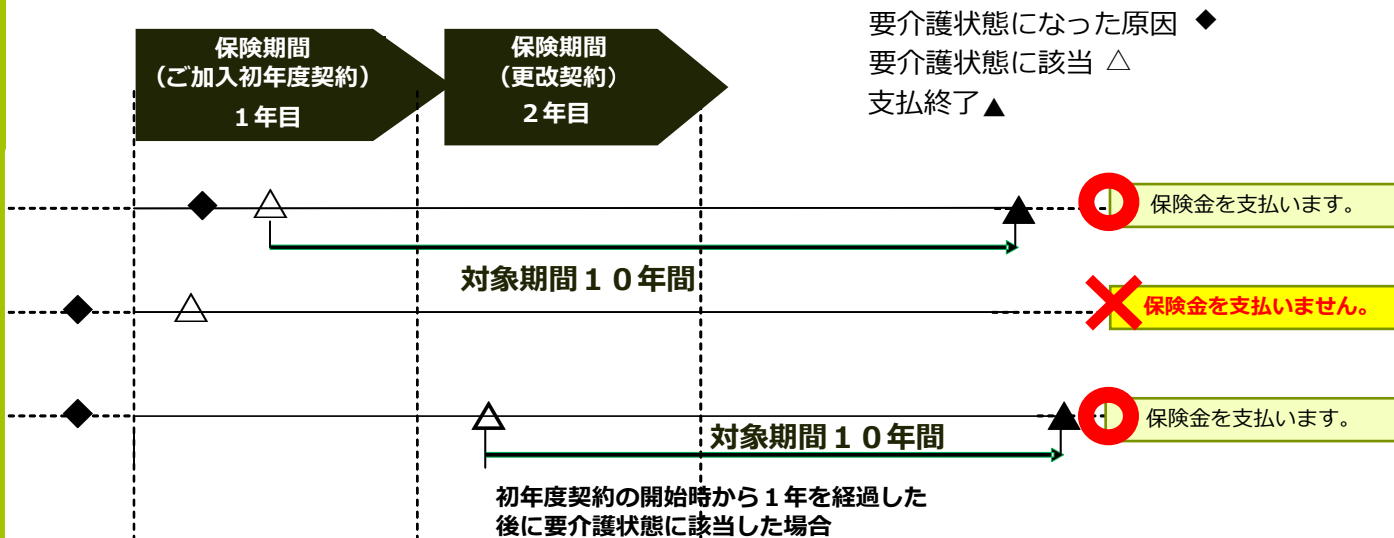 要介護状態になった原因 ◆
要介護状態に該当 △
支払終了▲
保険期間
（ご加入初年度契約）
１年目
保険期間
（更改契約）
２年目
保険金を支払います。
対象期間１０年間
保険金を支払いません。
保険金を支払います。
対象期間１０年間
初年度契約の開始時から１年を経過した
後に要介護状態に該当した場合